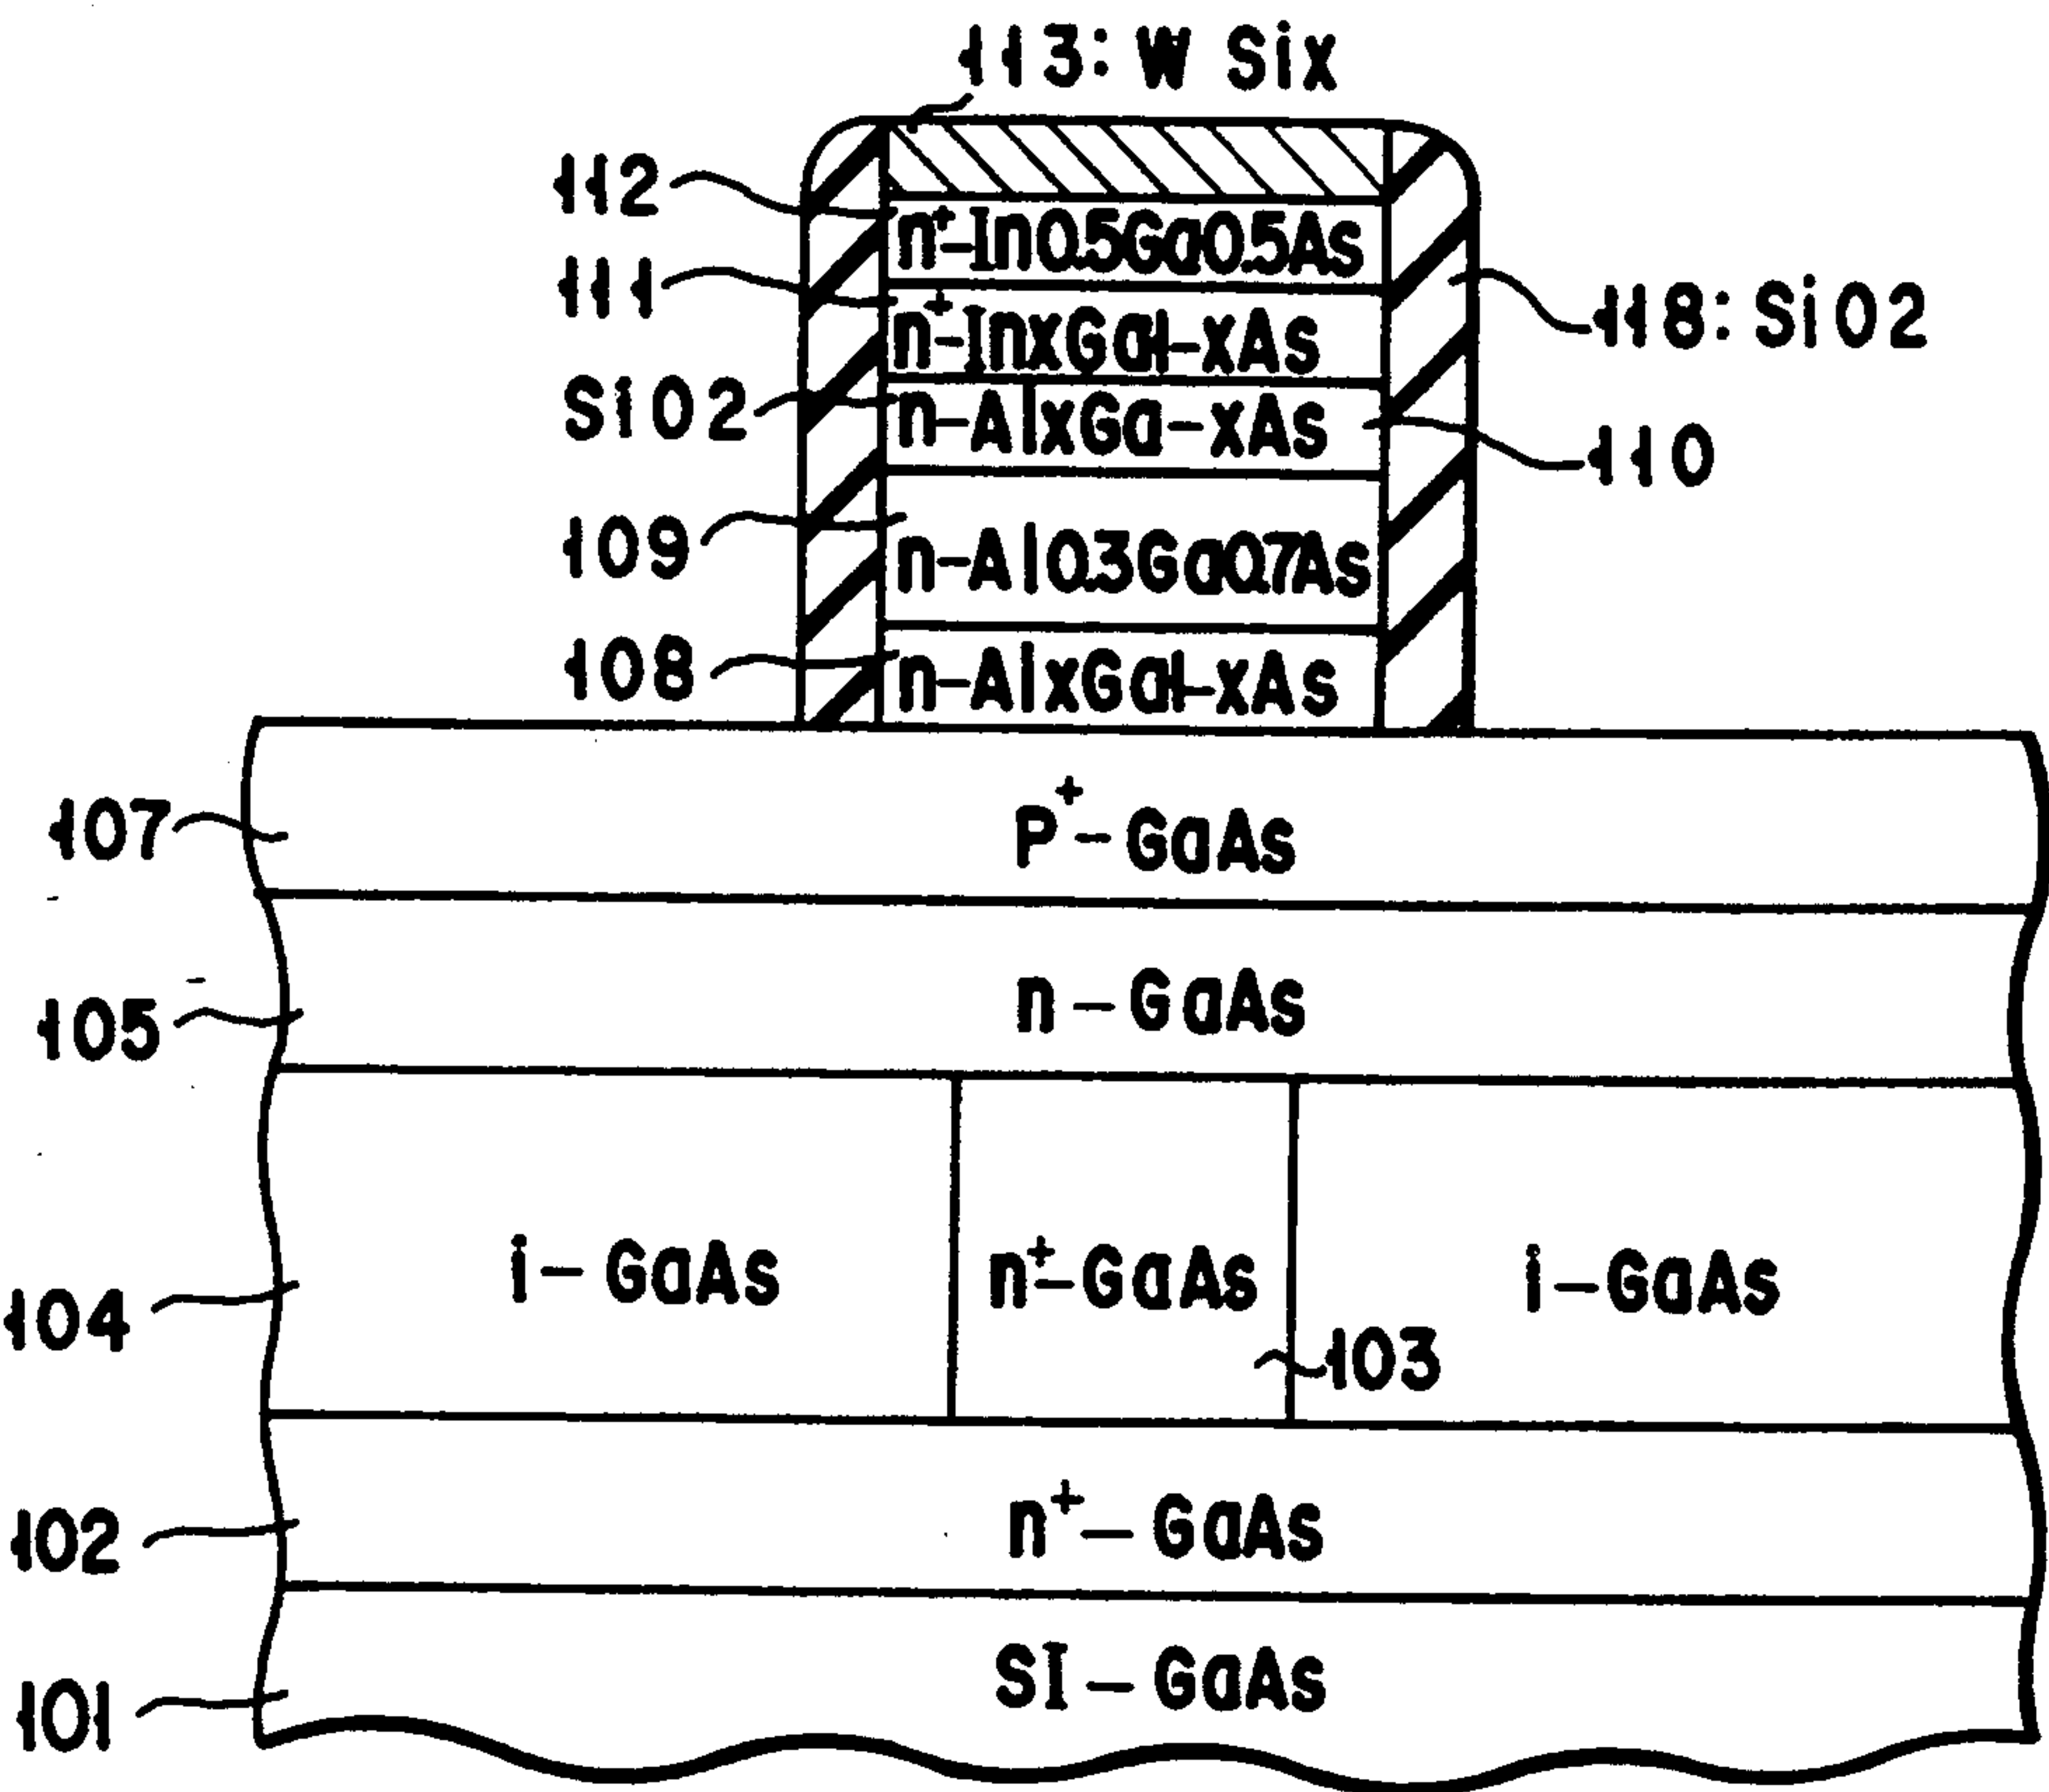 113: W Six
112
n+-In0.5Ga0.5As
111
n+-InxGa1-xAs
118: SiO2
SiO2
n-AlxGa-xAs
110
109
n-Al0.3Ga0.7As
108
n-AlxGa1-xAs
107
P+-GaAs
105
n-GaAs
104
i-GaAs
n+-GaAs
i-GaAs
103
102
n+-GaAs
101
SI-GaAs